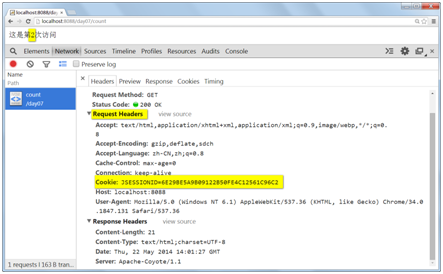 localhost:8088/day07/cou
localhost:8088/day07/count
这是第2次访问
Elements Network Sources Timeline Profiles Resources Audits Console
Preserve log
Name
Path
Headers Preview Response Cookies Timing
count
/day07
Request Method: GET
Status Code: 200 OK
Request Headers view source
Accept: text/html,application/xhtml+xml,application/xml;q=0.9,image/webp,*/*;q=0.
8
Accept-Encoding: gzip,deflate,sdch
Accept-Language: zh-CN,zh;q=0.8
Cache-Control: max-age=0
Connection: keep-alive
Cookie: JSESSIONID=6E29BE5A9B09122B50FE4C12561C96C2
Host: localhost:8088
User-Agent: Mozilla/5.0 (Windows NT 6.1) AppleWebKit/537.36 (KHTML, like Gecko) Chrome/34.0
.1847.131 Safari/537.36
Response Headers view source
Content-Length: 21
Content-Type: text/html;charset=UTF-8
Date: Thu, 22 May 2014 14:01:27 GMT
Server: Apache-Coyote/1.1
1 requests | 163 B tran...